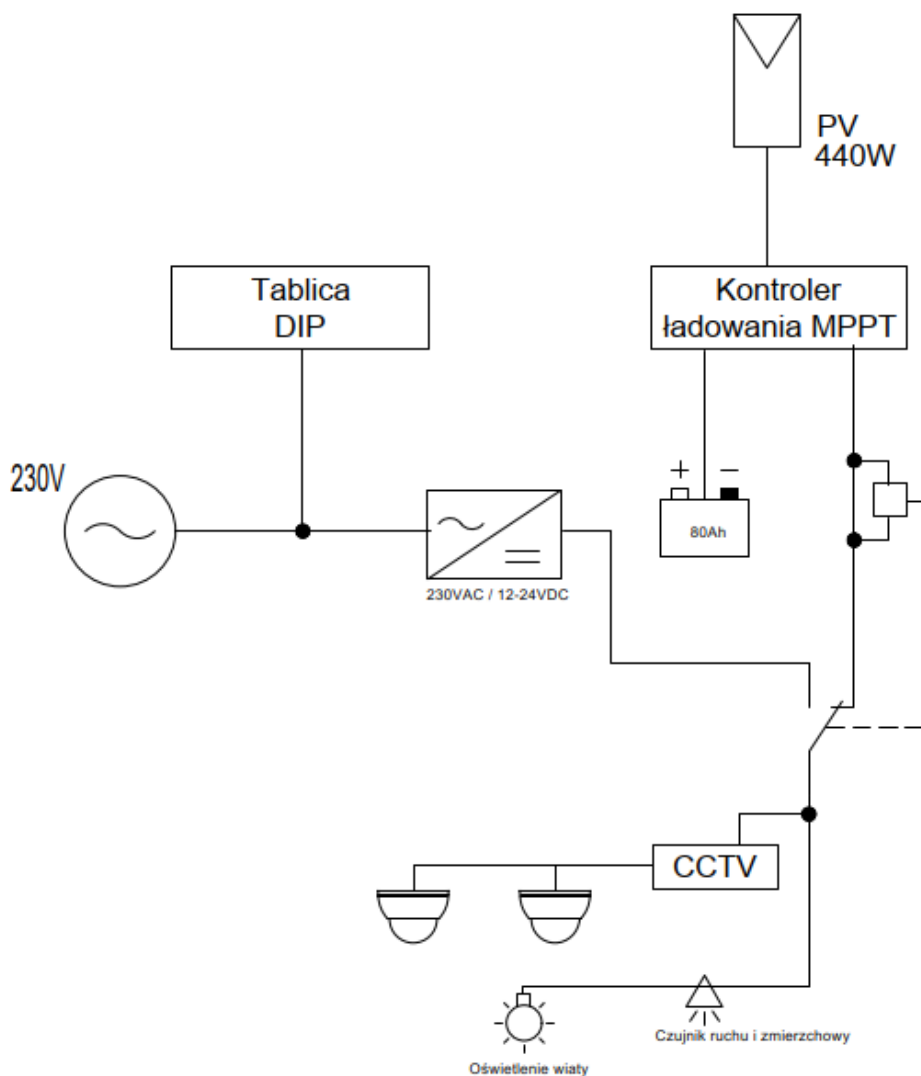 PV
440W
Tablica
DIP
Kontroler
ładowania MPPT
230V
+ −
80Ah
230VAC / 12-24VDC
CCTV
Czujnik ruchu i zmierzchowy
Oświetlenie wiaty